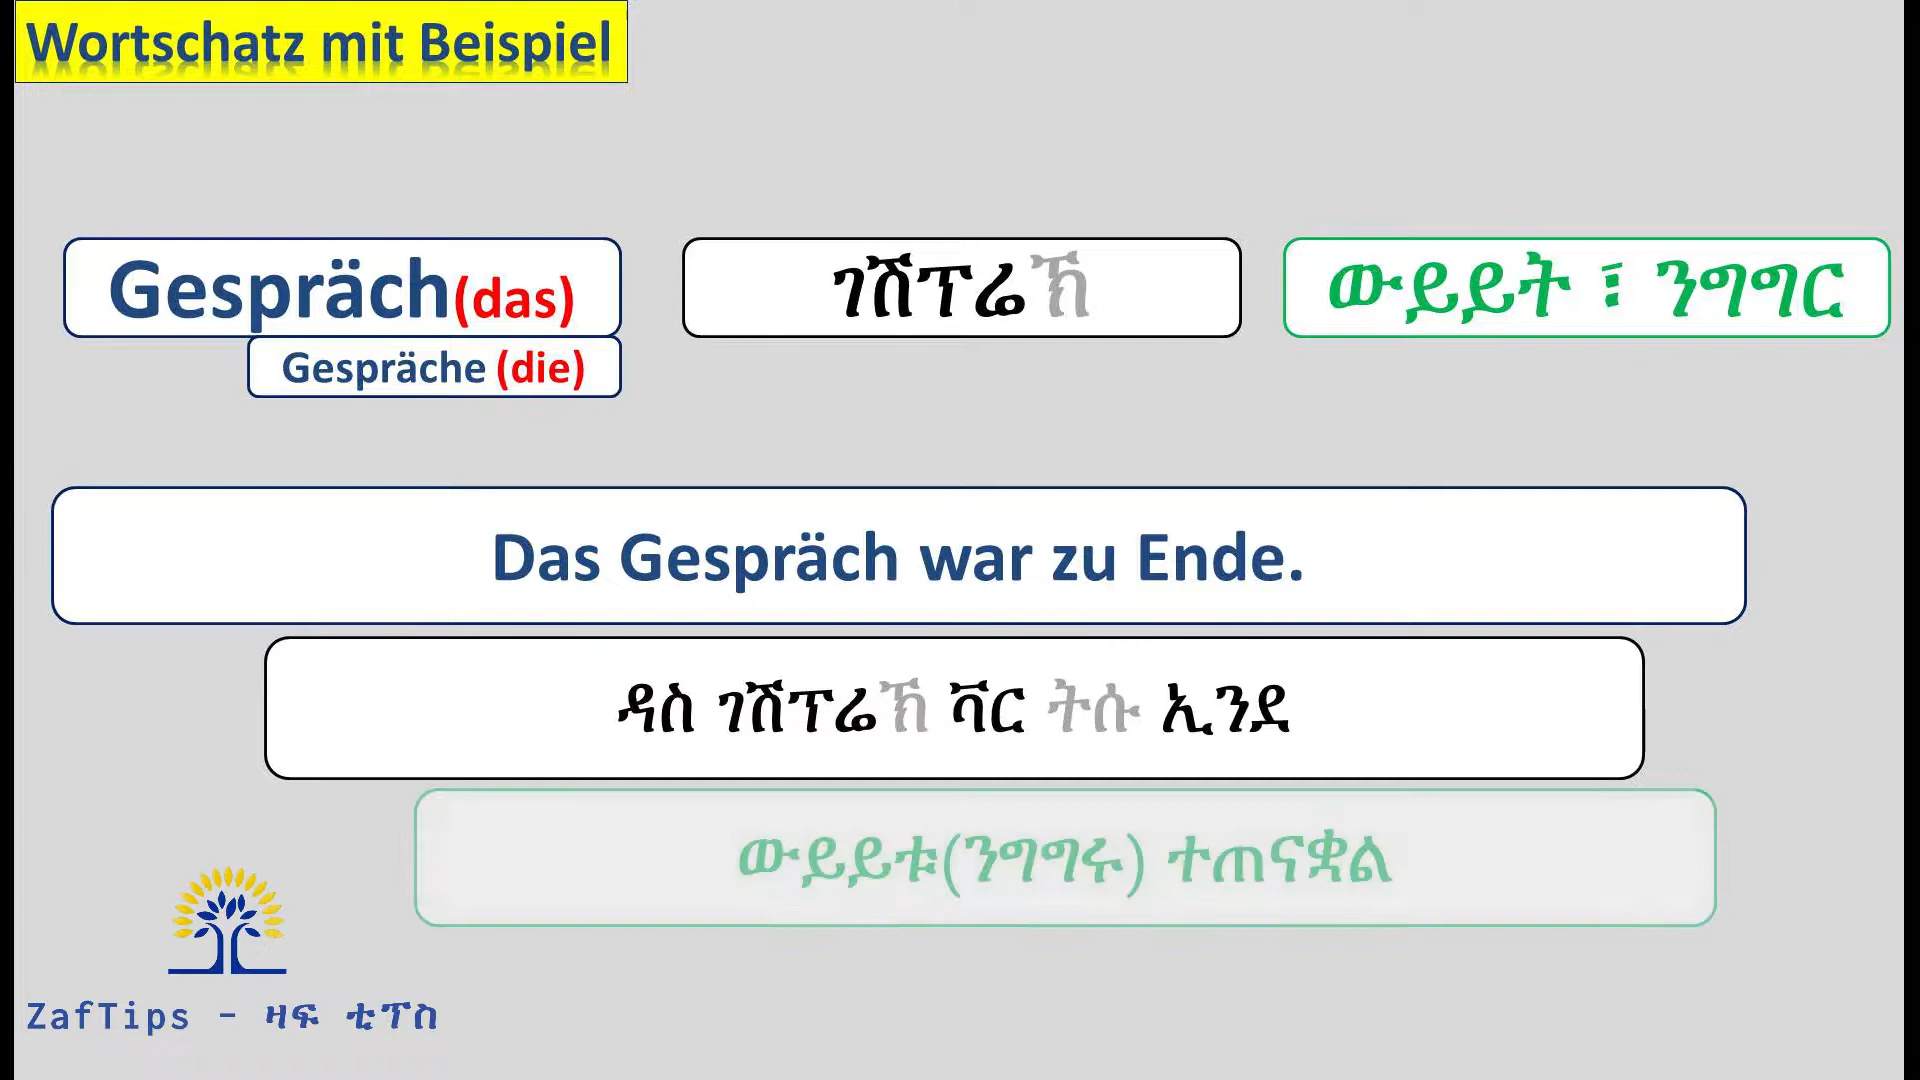 Wortschatz mit Beispiel
Gespräch(das)
Gespräche (die)
ገሽፕሬኽ
ውይይት ፣ ንግግር
Das Gespräch war zu Ende.
ዳስ ገሽፕሬኽ ቫር ትሱ ኢንደ
ውይይቱ(ንግግሩ) ተጠናቋል
ZafTips - ዛፍ ቲፕስ